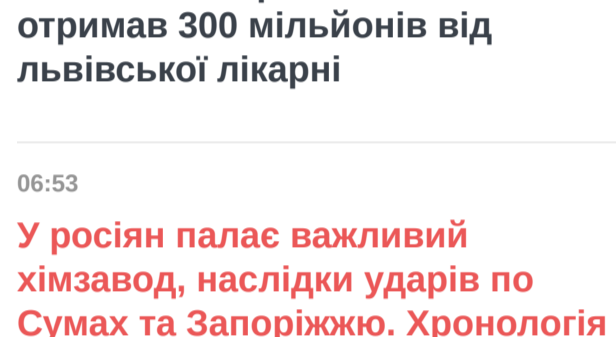 отримав 300 мільйонів від
львівської лікарні
06:53
У росіян палає важливий
хімзавод, наслідки ударів по
Сумах та Запоріжжю. Хронологія